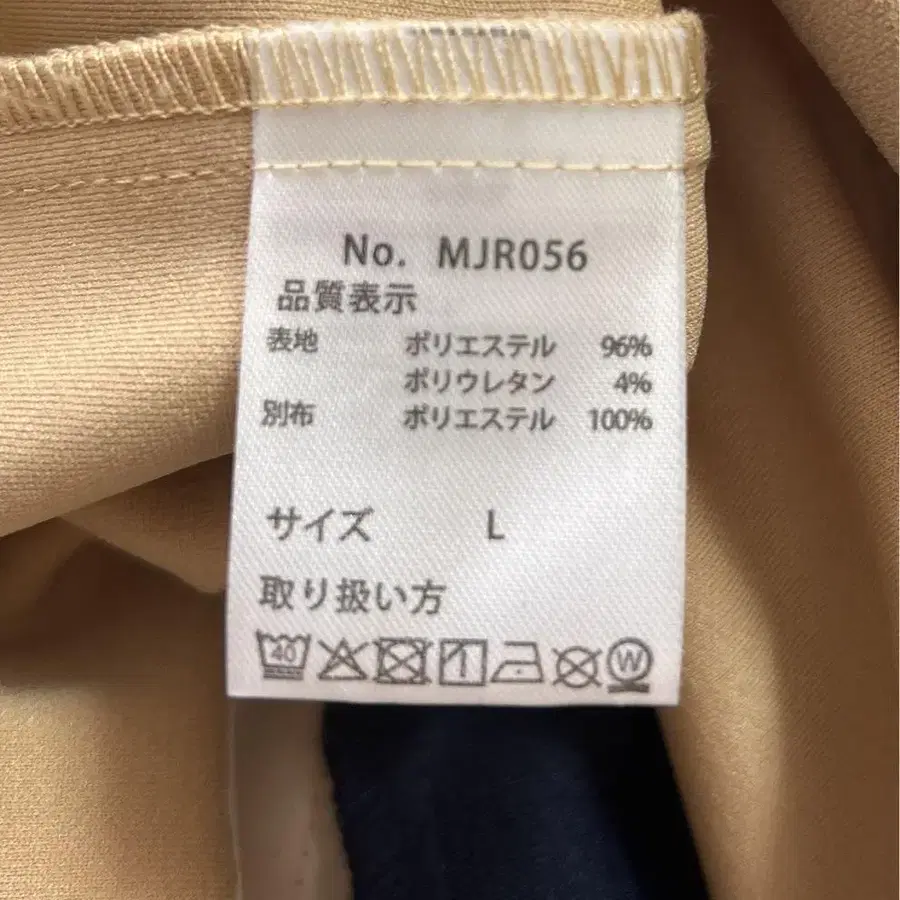 No. MJR056
品質表示
表地 ポリエステル 96%
ポリウレタン 4%
別布 ポリエステル 100%
サイズ L
取り扱い方
40
W